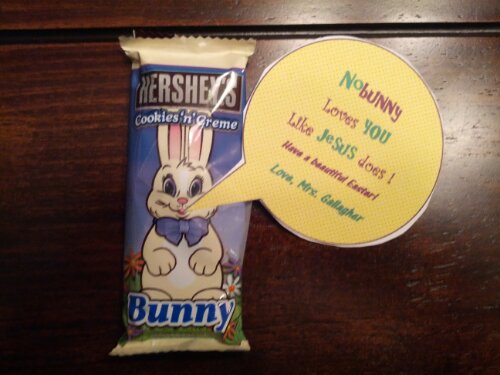 HERSHEY'S
Cookies 'n' Creme
Bunny
NobUNNY
Loves YOU
Like JeSUS does!
Have a beautiful Easter!
Love, Mrs. Gallagher